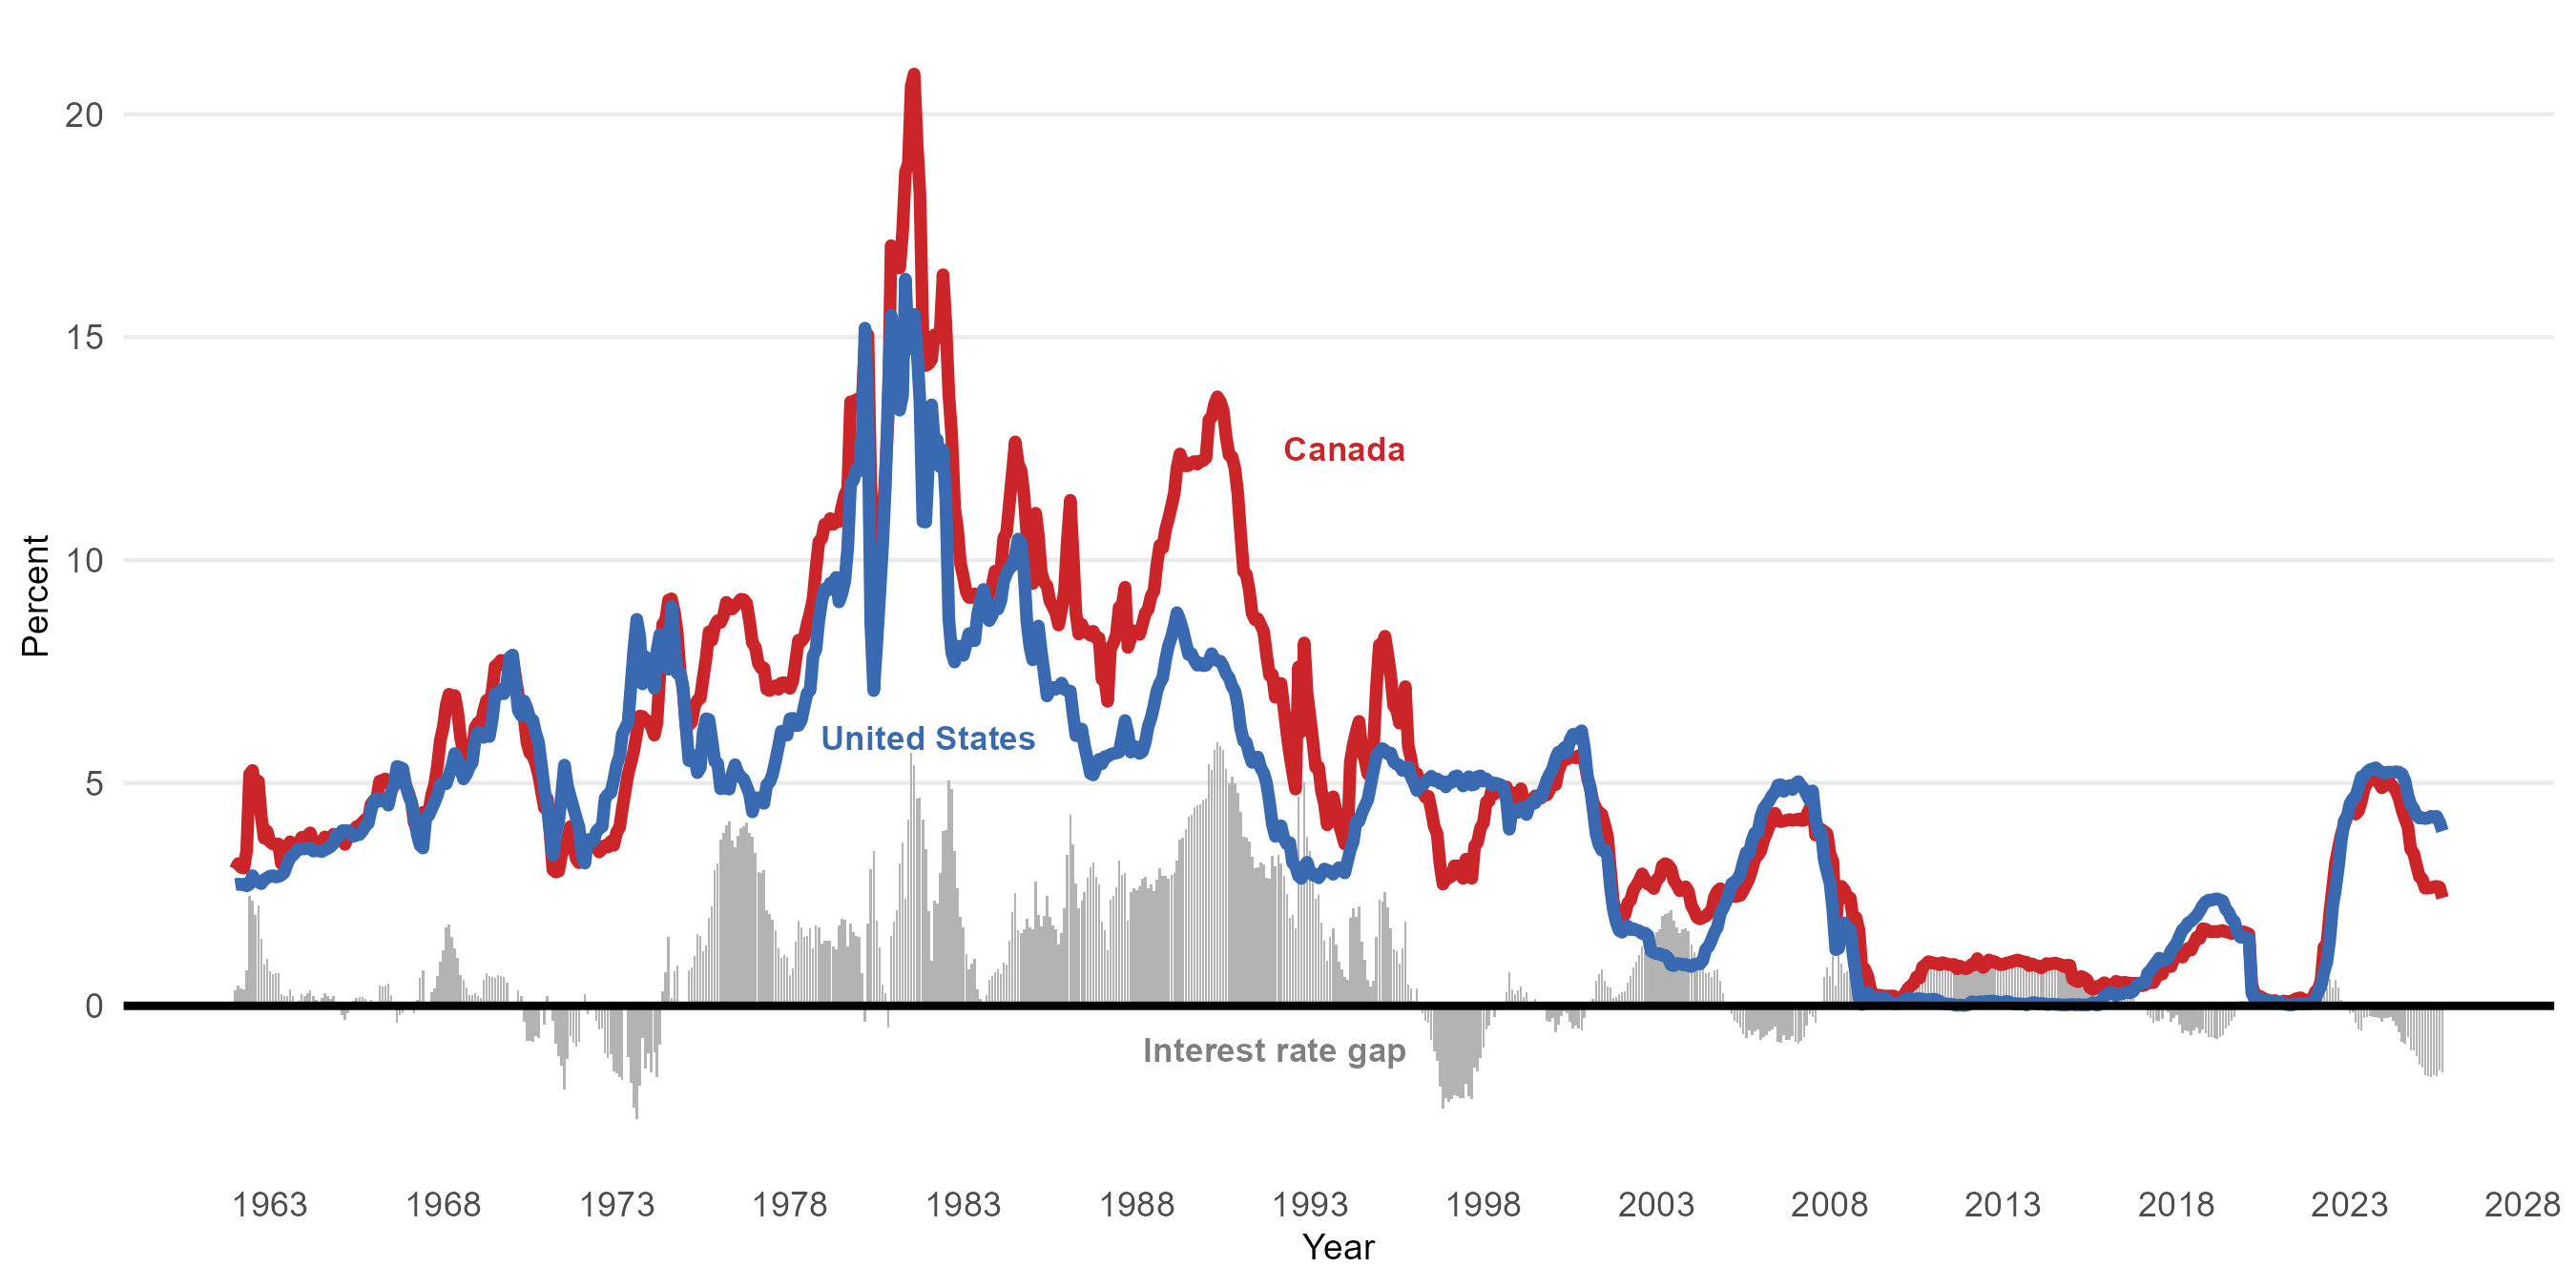 20
15
10
5
0
Percent
Canada
United States
Interest rate gap
1963 1968 1973 1978 1983 1988 1993 1998 2003 2008 2013 2018 2023 2028
Year